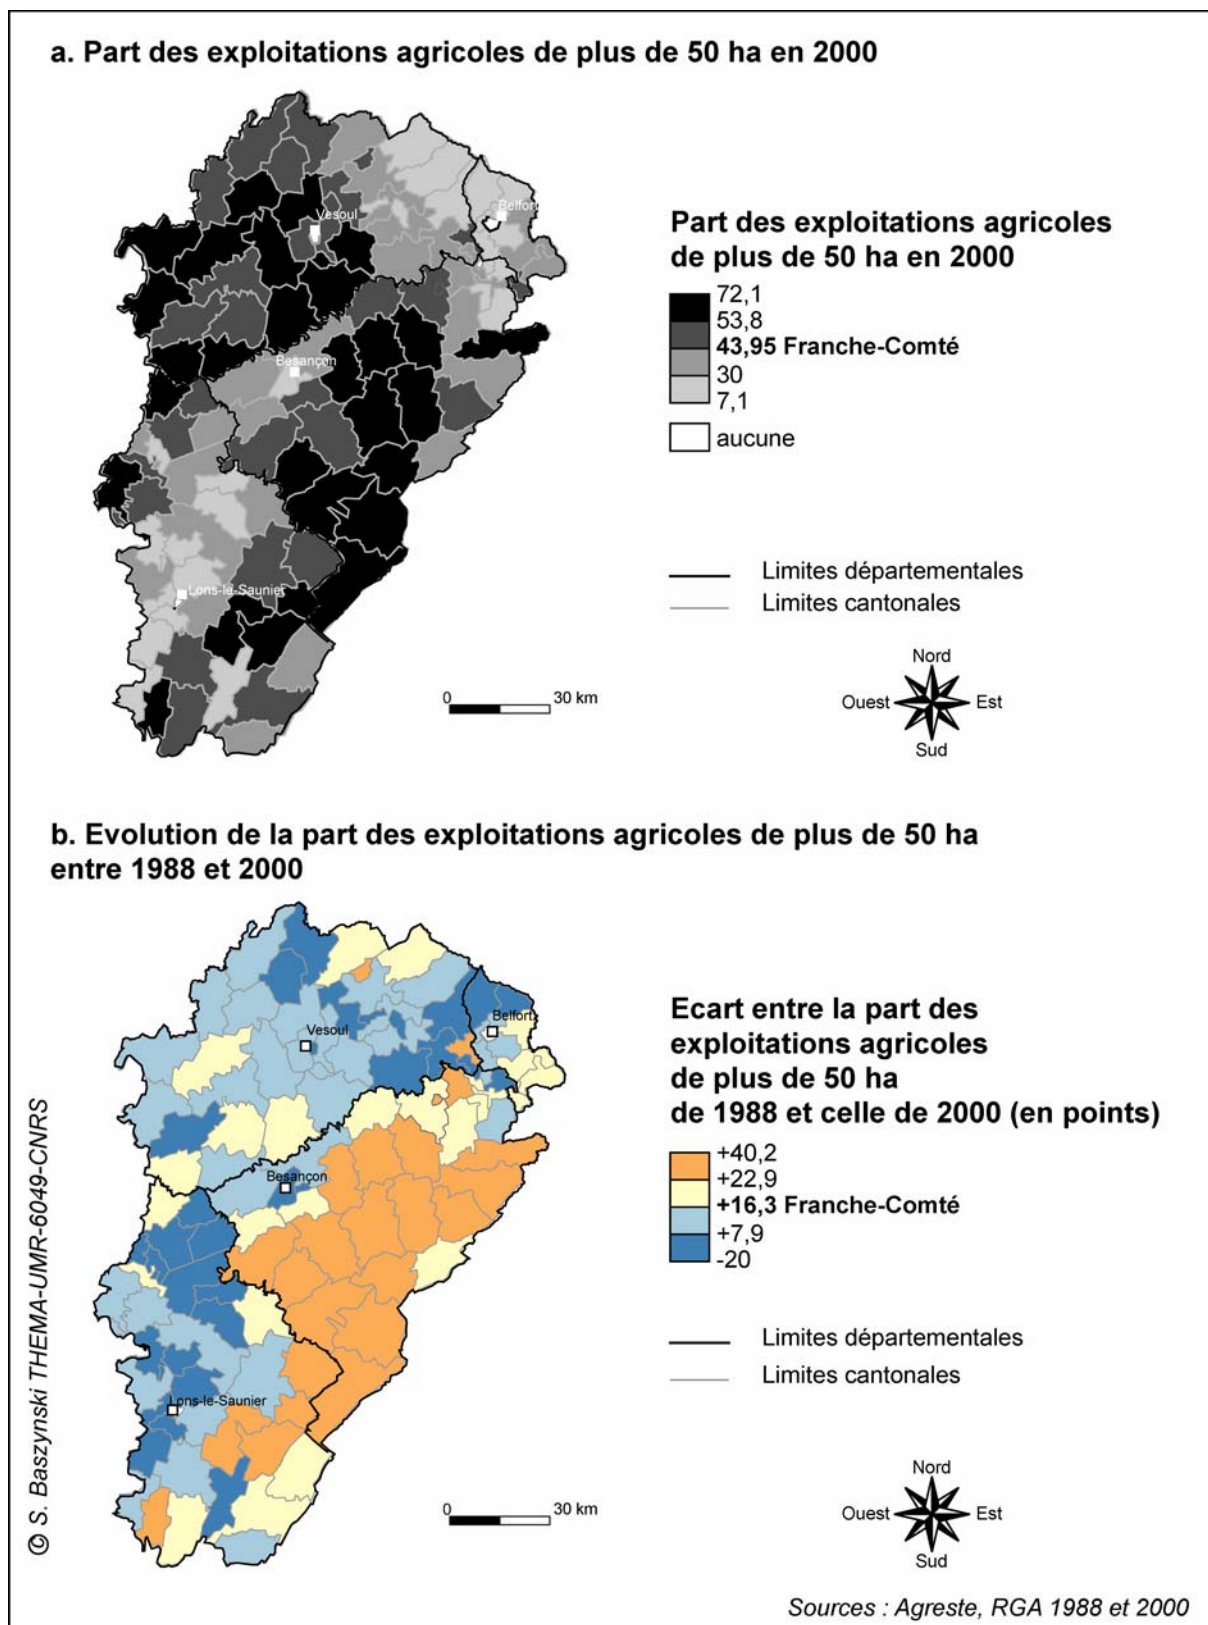 a. Part des exploitations agricoles de plus de 50 ha en 2000
Vesoul
Belfort
Besançon
Lons-le-Saunier
Part des exploitations agricoles
de plus de 50 ha en 2000
72,1
53,8
43,95 Franche-Comté
30
7,1
aucune
Limites départementales
Limites cantonales
0 30 km
Nord
Ouest Est
Sud
b. Evolution de la part des exploitations agricoles de plus de 50 ha
entre 1988 et 2000
Vesoul
Belfort
Besançon
Lons-le-Saunier
Ecart entre la part des
exploitations agricoles
de plus de 50 ha
de 1988 et celle de 2000 (en points)
+40,2
+22,9
+16,3 Franche-Comté
+7,9
-20
Limites départementales
Limites cantonales
0 30 km
Nord
Ouest Est
Sud
© S. Baszynski THEMA-UMR-6049-CNRS
Sources : Agreste, RGA 1988 et 2000